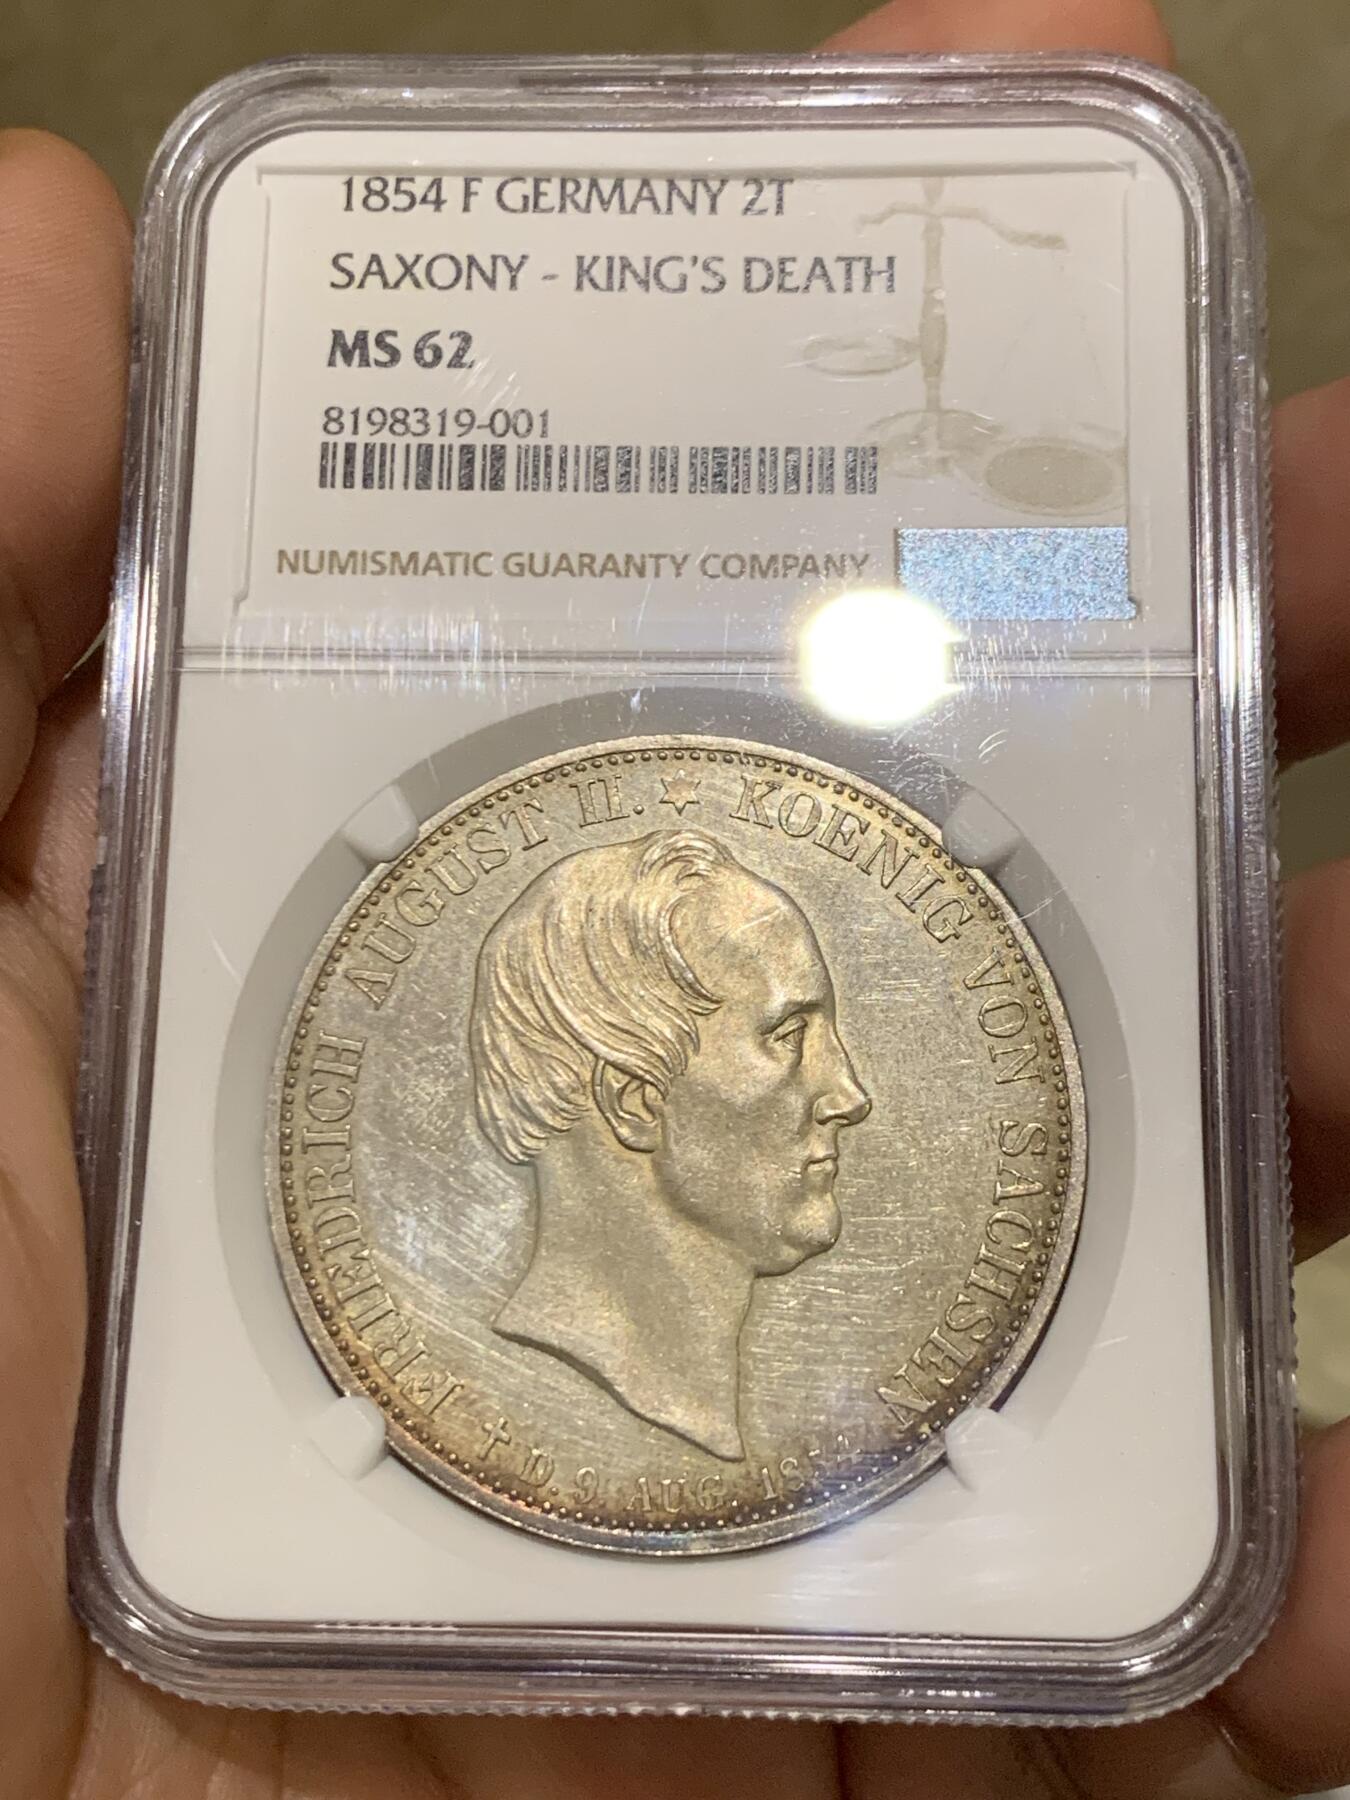 1854 F GERMANY 2T
SAXONY - KING'S DEATH
MS 62
8198319-001
NUMISMATIC GUARANTY COMPANY
FRIEDRICH AUGUST II. ✶ KOENIG VON SACHSEN
✝ D. 9 AUG. 1854